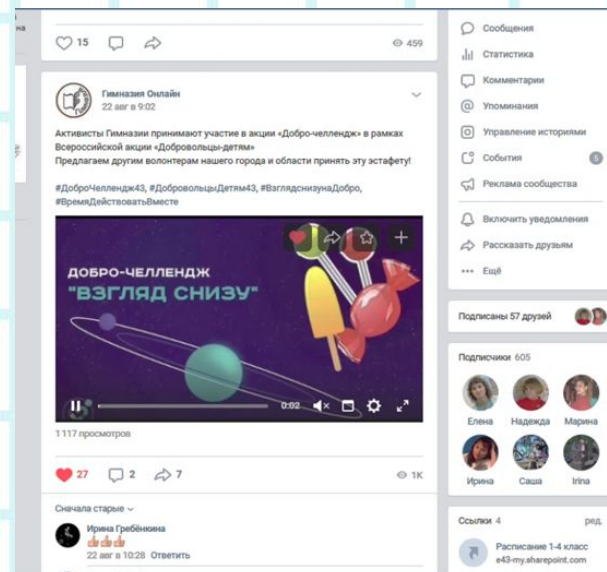 на
15
459
Гимназия Онлайн
22 авг в 9:02
Активисты Гимназии принимают участие в акции «Добро-челлендж» в рамках
Всероссийской акции «Добровольцы-детям»
Предлагаем другим волонтерам нашего города и области принять эту эстафету!
#ДоброЧеллендж43, #ДобровольцыДетям43, #ВзглядснизунаДобро,
#ВремяДействоватьВместе
ДОБРО-ЧЕЛЛЕНДЖ
"ВЗГЛЯД СНИЗУ"
0:02
1 117 просмотров
27 2 7
1K
Сначала старые
Ирина Гребёнкина
22 авг в 10:28 Ответить
Сообщения
Статистика
Комментарии
Упоминания
Управление историями
События 6
Реклама сообщества
Включить уведомления
Рассказать друзьям
Ещё
Подписаны 57 друзей
Подписчики 605
Елена Надежда Марина
Ирина Саша Irina
Ссылки 4 ред.
Расписание 1-4 класс
e43-my.sharepoint.com